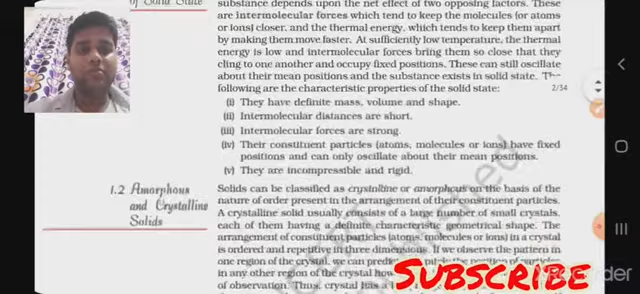 of Solid State
substance depends upon the net effect of two opposing factors. These
are intermolecular forces which tend to keep the molecules (or atoms
or ions) closer, and the thermal energy, which tends to keep them apart
by making them move faster. At sufficiently low temperature, the thermal
energy is low and intermolecular forces bring them so close that they
cling to one another and occupy fixed positions. These can still oscillate
about their mean positions and the substance exists in solid state. The
following are the characteristic properties of the solid state:
2/34
(i) They have definite mass, volume and shape.
(ii) Intermolecular distances are short.
(iii) Intermolecular forces are strong.
(iv) Their constituent particles (atoms, molecules or ions) have fixed
positions and can only oscillate about their mean positions.
(v) They are incompressible and rigid.
1.2 Amorphous
and Crystalline
Solids
Solids can be classified as crystalline or amorphous on the basis of the
nature of order present in the arrangement of their constituent particles.
A crystalline solid usually consists of a large number of small crystals,
each of them having a definite characteristic geometrical shape. The
arrangement of constituent particles (atoms, molecules or ions) in a crystal
is ordered and repetitive in three dimensions. If we observe the pattern in
one region of the crystal, we can predict the position of particles
in any other region of the crystal how
of observation. Thus, crystal has a
SUBSCRIBE